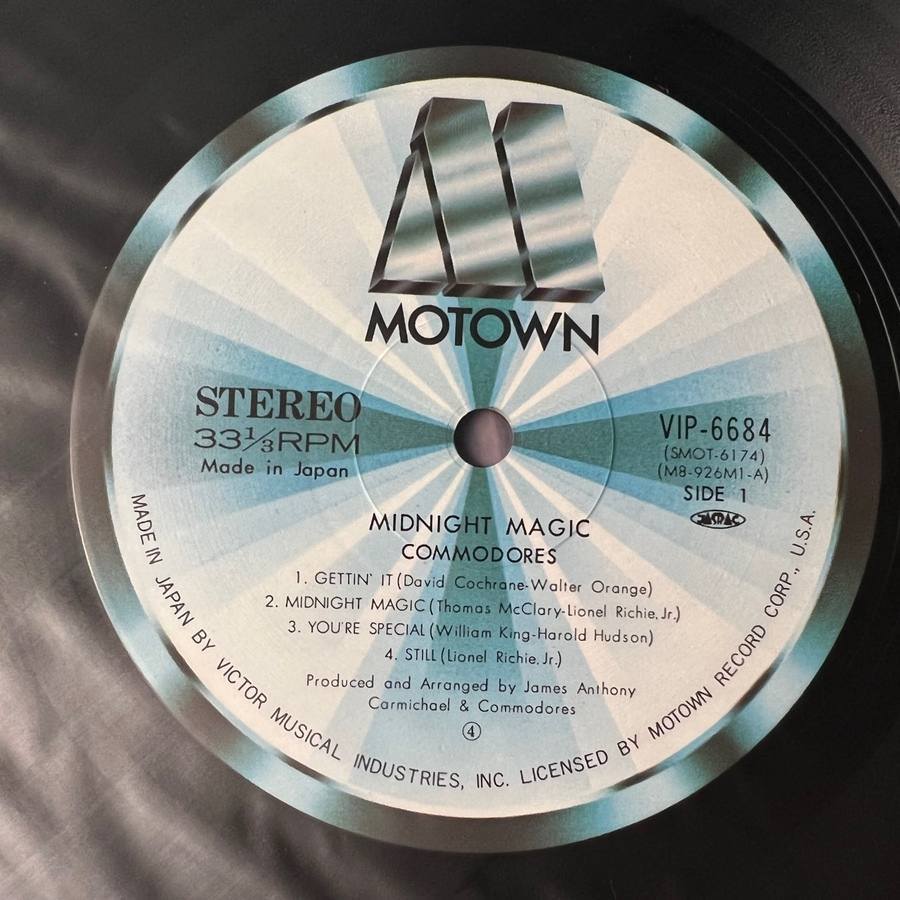 MOTOWN
STEREO
33⅓RPM
Made in Japan
VIP-6684
(SMOT-6174)
(M8-926M1-A)
SIDE 1
JASRAC
MIDNIGHT MAGIC
COMMODORES
1. GETTIN' IT (David Cochrane-Walter Orange)
2. MIDNIGHT MAGIC (Thomas McClary-Lionel Richie, Jr.)
3. YOU'RE SPECIAL (William King-Harold Hudson)
4. STILL (Lionel Richie, Jr.)
Produced and Arranged by James Anthony
Carmichael & Commodores
④
MADE IN JAPAN BY VICTOR MUSICAL INDUSTRIES, INC. LICENSED BY MOTOWN RECORD CORP., U.S.A.